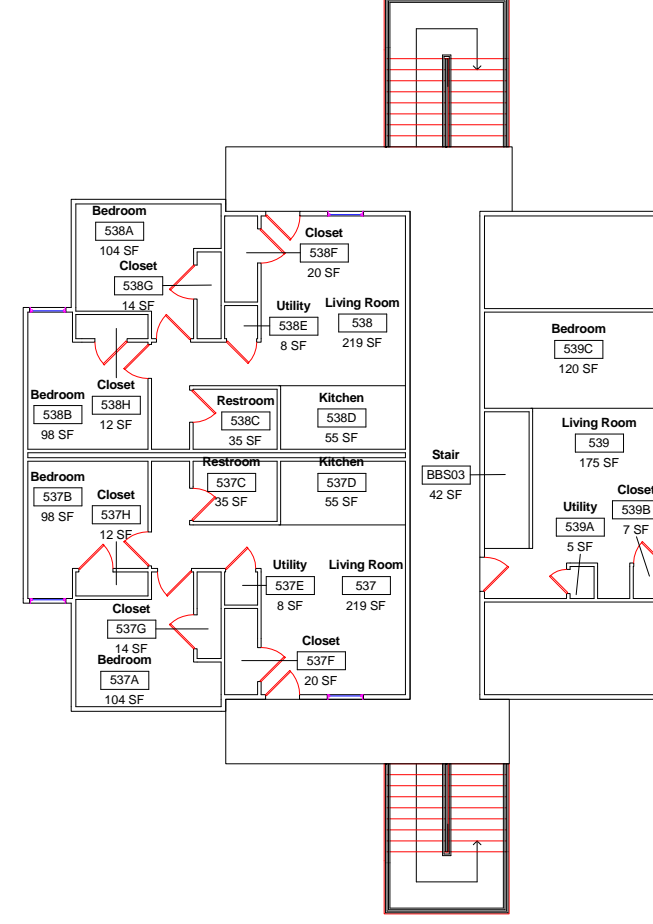 Bedroom
538A
104 SF
Closet
538G
14 SF
Closet
538F
20 SF
Utility
538E
8 SF
Living Room
538
219 SF
Bedroom
538B
98 SF
Closet
538H
12 SF
Restroom
538C
35 SF
Kitchen
538D
55 SF
Bedroom
539C
120 SF
Living Room
539
175 SF
Stair
BBS03
42 SF
Utility
539A
5 SF
Closet
539B
7 SF
Bedroom
537B
98 SF
Closet
537H
12 SF
Restroom
537C
35 SF
Kitchen
537D
55 SF
Utility
537E
8 SF
Living Room
537
219 SF
Closet
537G
14 SF
Bedroom
537A
104 SF
Closet
537F
20 SF